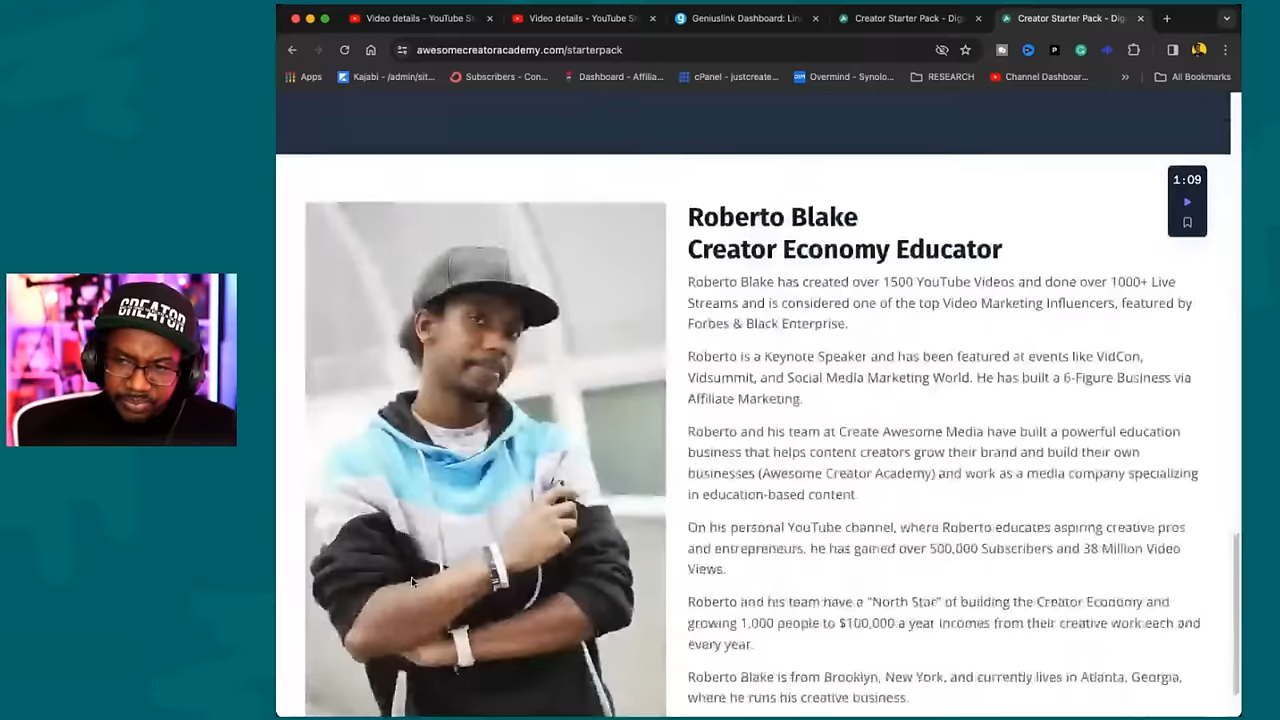 Video details - YouTube St
Video details - YouTube St
Geniuslink Dashboard: Lin
Creator Starter Pack - Dig
Creator Starter Pack - Dig
awesomecreatoracademy.com/starterpack
Apps
Kajabi - /admin/sit...
Subscribers - Con...
Dashboard - Affilia...
cPanel - justcreate...
Overmind - Synolo...
RESEARCH
Channel Dashboar...
All Bookmarks
1:09
Roberto Blake
Creator Economy Educator
Roberto Blake has created over 1500 YouTube Videos and done over 1000+ Live
Streams and is considered one of the top Video Marketing Influencers, featured by
Forbes & Black Enterprise.
Roberto is a Keynote Speaker and has been featured at events like VidCon,
Vidsummit, and Social Media Marketing World. He has built a 6-Figure Business via
Affiliate Marketing.
Roberto and his team at Create Awesome Media have built a powerful education
business that helps content creators grow their brand and build their own
businesses (Awesome Creator Academy) and work as a media company specializing
in education-based content.
On his personal YouTube channel, where Roberto educates aspiring creative pros
and entrepreneurs, he has gained over 500,000 Subscribers and 38 Million Video
Views.
Roberto and his team have a "North Star" of building the Creator Economy and
growing 1,000 people to $100,000 a year incomes from their creative work each and
every year.
Roberto Blake is from Brooklyn, New York, and currently lives in Atlanta, Georgia,
where he runs his creative business.
CREATOR